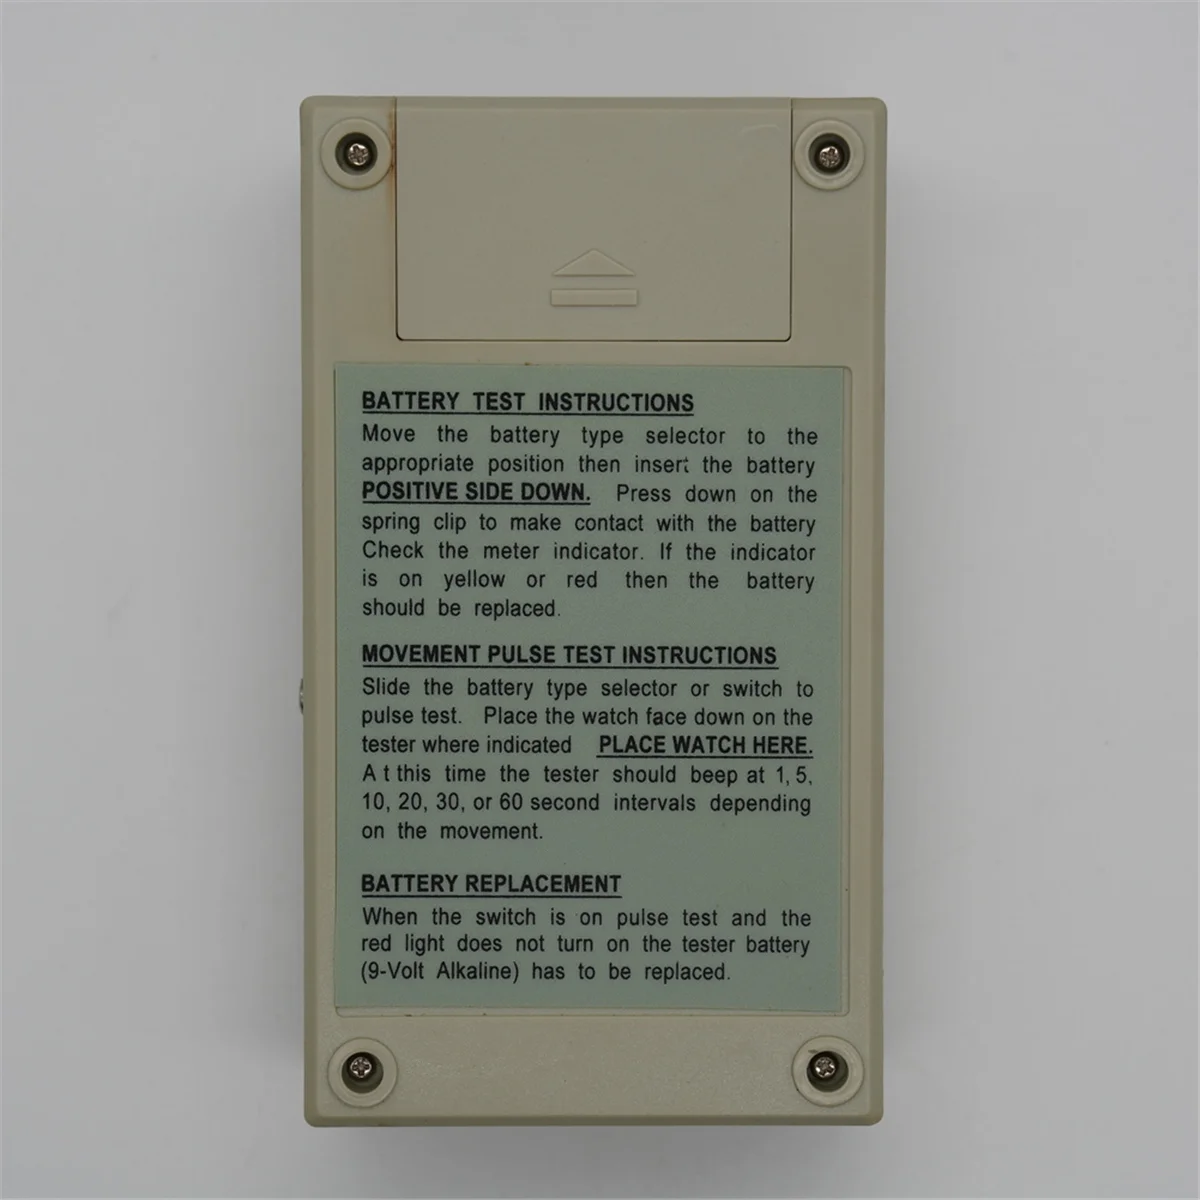 BATTERY TEST INSTRUCTIONS
Move the battery type selector to the
appropriate position then insert the battery
POSITIVE SIDE DOWN. Press down on the
spring clip to make contact with the battery
Check the meter indicator. If the indicator
is on yellow or red then the battery
should be replaced.
MOVEMENT PULSE TEST INSTRUCTIONS
Slide the battery type selector or switch to
pulse test. Place the watch face down on the
tester where indicated PLACE WATCH HERE.
At this time the tester should beep at 1, 5,
10, 20, 30, or 60 second intervals depending
on the movement.
BATTERY REPLACEMENT
When the switch is on pulse test and the
red light does not turn on the tester battery
(9-Volt Alkaline) has to be replaced.